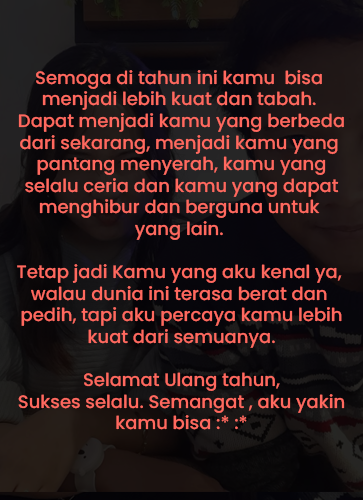 Semoga di tahun ini kamu  bisa
menjadi lebih kuat dan tabah.
Dapat menjadi kamu yang berbeda
dari sekarang, menjadi kamu yang
pantang menyerah, kamu yang
selalu ceria dan kamu yang dapat
menghibur dan berguna untuk
yang lain.
Tetap jadi Kamu yang aku kenal ya,
walau dunia ini terasa berat dan
pedih, tapi aku percaya kamu lebih
kuat dari semuanya.
Selamat Ulang tahun,
Sukses selalu. Semangat , aku yakin
kamu bisa :* :*